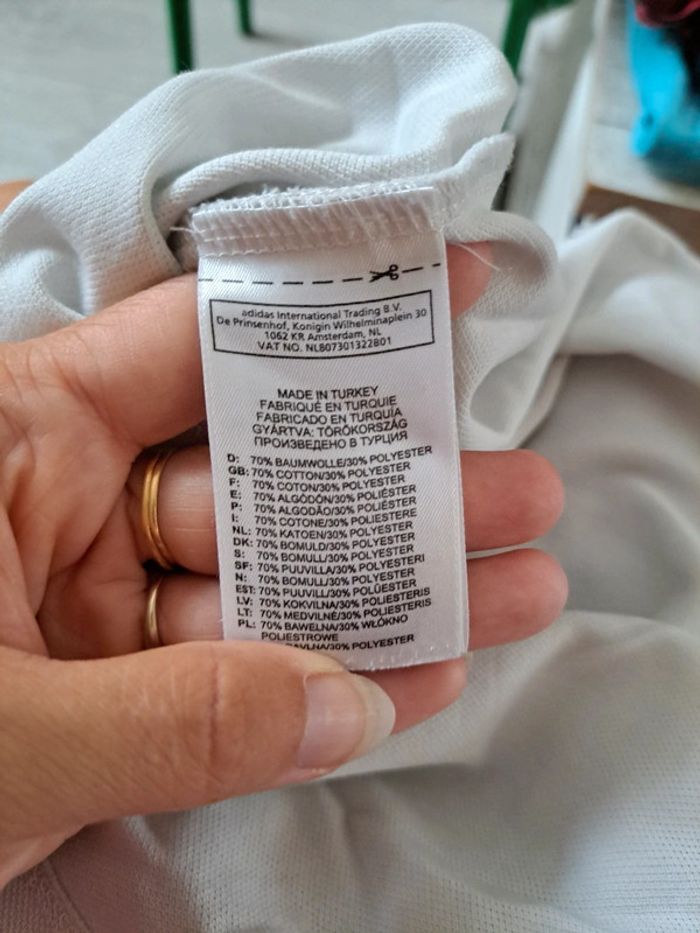 adidas International Trading B.V.
De Prinsenhof, Konigin Wilhelminaplein 30
1062 KR Amsterdam, NL
VAT NO. NL807301322B01
MADE IN TURKEY
FABRIQUÉ EN TURQUIE
FABRICADO EN TURQUÍA
GYÁRTVA: TÖRÖKORSZÁG
ПРОИЗВЕДЕНО В ТУРЦИЯ
D: 70% BAUMWOLLE/30% POLYESTER
GB: 70% COTTON/30% POLYESTER
F: 70% COTON/30% POLYESTER
E: 70% ALGÓDÓN/30% POLIÉSTER
P: 70% ALGODÃO/30% POLIÉSTER
I: 70% COTONE/30% POLIESTERE
NL: 70% KATOEN/30% POLYESTER
DK: 70% BOMULD/30% POLYESTER
S: 70% BOMULL/30% POLYESTER
SF: 70% PUUVILLA/30% POLYESTERI
N: 70% BOMULL/30% POLYESTER
EST: 70% PUUVILL/30% POLÜESTER
LV: 70% KOKVILNA/30% POLIESTERIS
LT: 70% MEDVILNĖ/30% POLIESTERIS
PL: 70% BAWEŁNA/30% WŁÓKNO
POLIESTROWE
POLYESTER